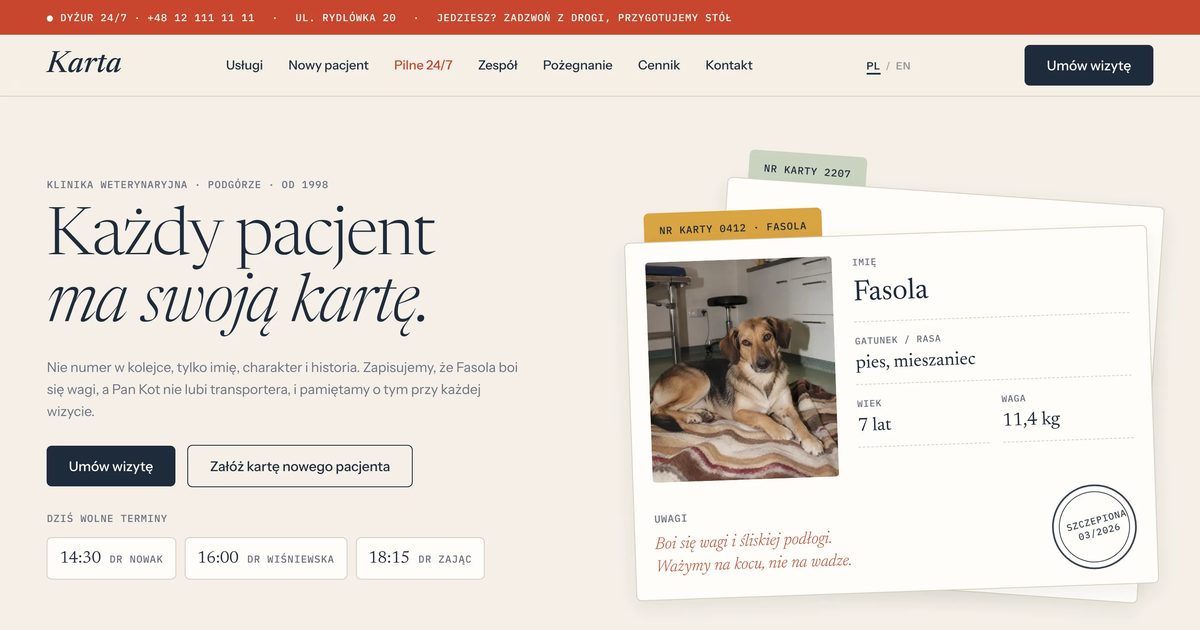 ● DYŻUR 24/7 · +48 12 111 11 11 · UL. RYDLÓWKA 20 · JEDZIESZ? ZADZWOŃ Z DROGI, PRZYGOTUJEMY STÓŁ
Karta Usługi Nowy pacjent Pilne 24/7 Zespół Pożegnanie Cennik Kontakt PL / EN Umów wizytę
KLINIKA WETERYNARYJNA · PODGÓRZE · OD 1998
Każdy pacjent
ma swoją kartę.
Nie numer w kolejce, tylko imię, charakter i historia. Zapisujemy, że Fasola boi
się wagi, a Pan Kot nie lubi transportera, i pamiętamy o tym przy każdej
wizycie.
Umów wizytę Załóż kartę nowego pacjenta
DZIŚ WOLNE TERMINY
14:30 DR NOWAK 16:00 DR WIŚNIEWSKA 18:15 DR ZAJĄC
NR KARTY 2207
NR KARTY 0412 · FASOLA
IMIĘ
Fasola
GATUNEK / RASA
pies, mieszaniec
WIEK WAGA
7 lat 11,4 kg
UWAGI
Boi się wagi i śliskiej podłogi.
Ważymy na kocu, nie na wadze.
SZCZEPIONA
03/2026